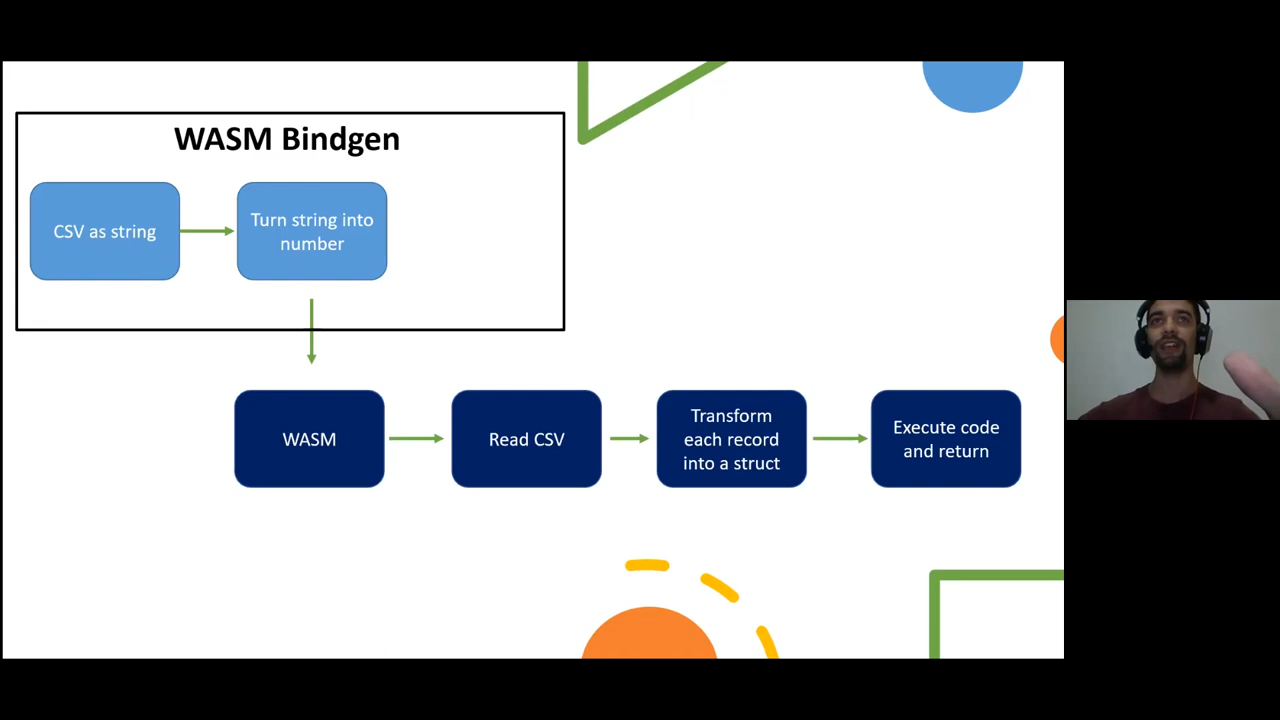 WASM Bindgen
CSV as string
Turn string into
number
WASM
Read CSV
Transform
each record
into a struct
Execute code
and return